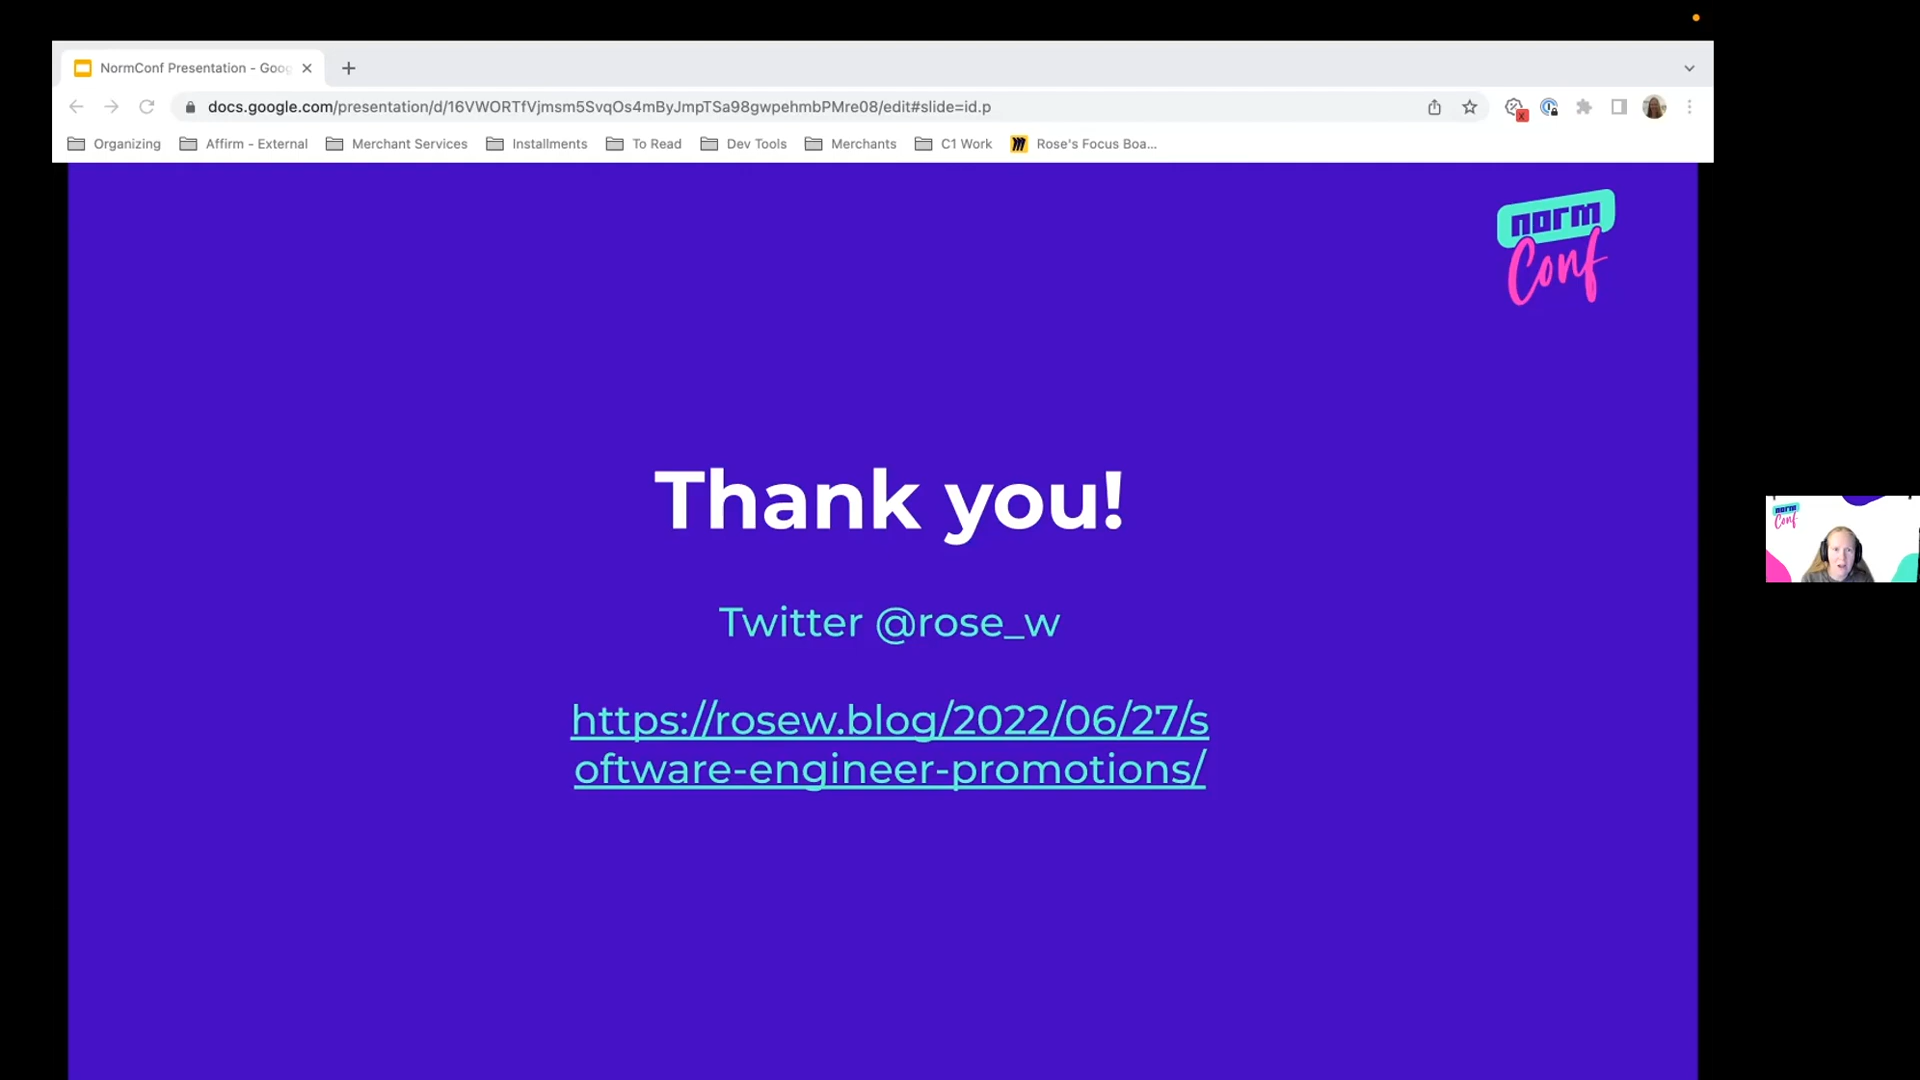 NormConf Presentation - Goog
docs.google.com/presentation/d/16VWORTfVjmsm5SvqOs4mByJmpTSa98gwpehmbPMre08/edit#slide=id.p
Organizing Affirm - External Merchant Services Installments To Read Dev Tools Merchants C1 Work Rose's Focus Boa...
norm
Conf
Thank you!
Twitter @rose_w
https://rosew.blog/2022/06/27/s
oftware-engineer-promotions/
norm
Conf